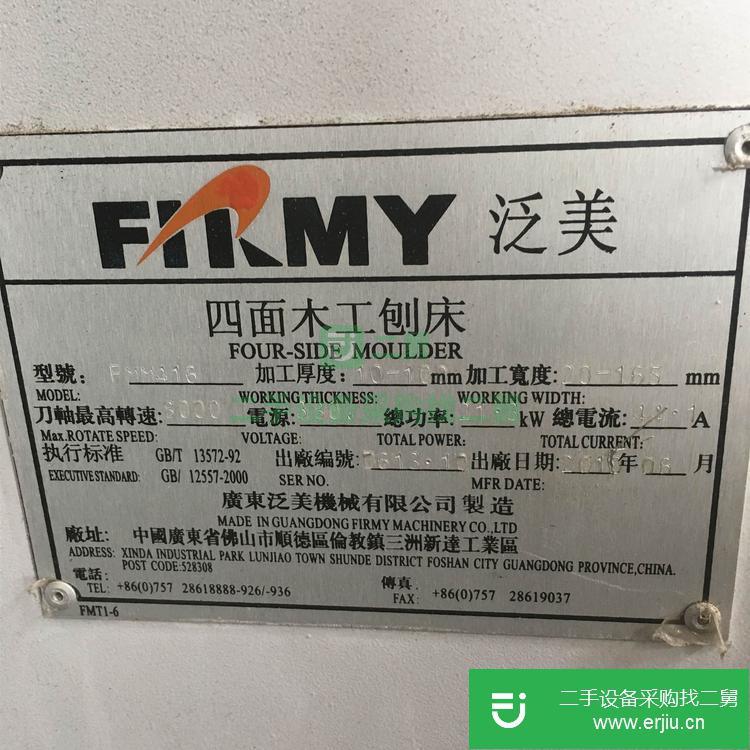 FIRMY 泛美
四面木工刨床
FOUR-SIDE MOULDER
型號: FMM416 加工厚度: mm 加工寬度: mm
MODEL: WORKING THICKNESS: WORKING WIDTH:
刀軸最高轉速: 電源: 總功率: kW 總電流: A
Max.ROTATE SPEED: VOLTAGE: TOTAL POWER: TOTAL CURRENT:
执行标准 GB/T 13572-92 出厰編號: 出厰日期: 年 月
EXECUTIVE STANDARD: GB/ 12557-2000 SER NO. MFR DATE:
廣東泛美機械有限公司製造
MADE IN GUANGDONG FIRMY MACHINERY CO.,LTD
廠址: 中國廣東省佛山市順德區倫教鎮三洲新達工業區
ADDRESS: XINDA INDUSTRIAL PARK LUNJIAO TOWN SHUNDE DISTRICT FOSHAN CITY GUANGDONG PROVINCE,CHINA.
POST CODE:528308
電話: 傳真
TEL: +86(0)757 28618888-926/-936 FAX: +86(0)757 28619037
FMT1-6
二手设备采购找二舅
www.erjiu.cn